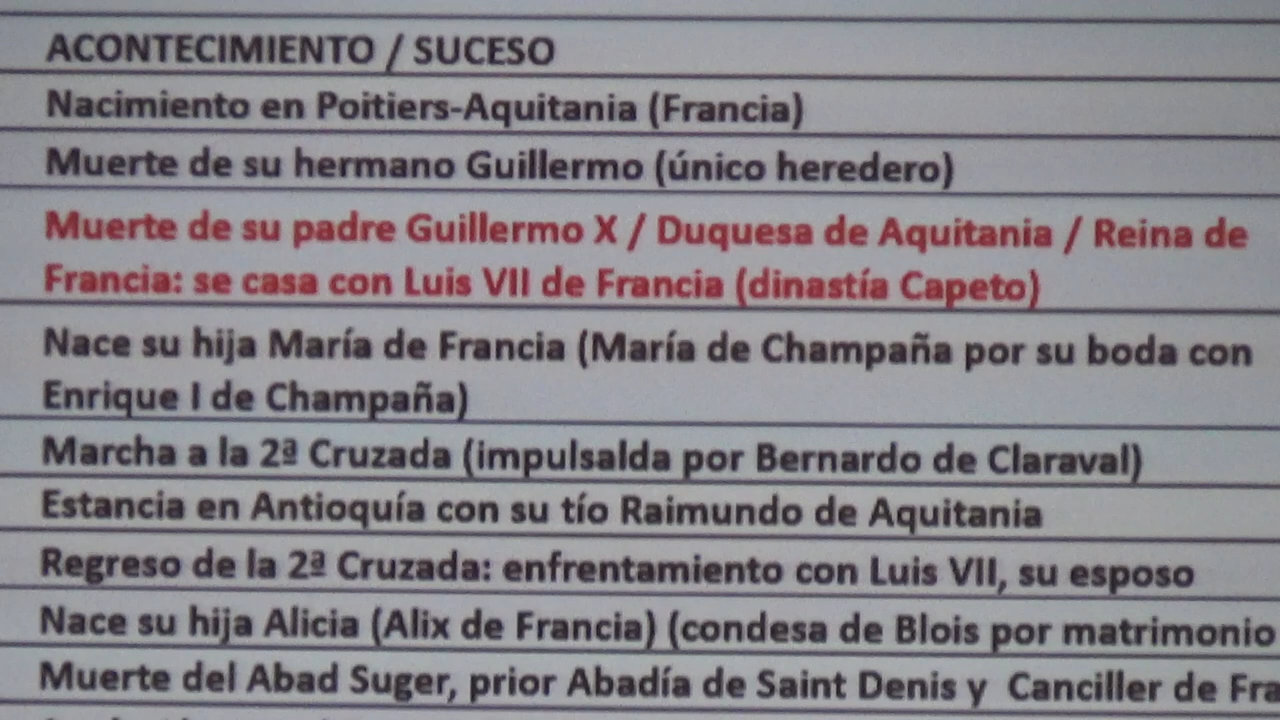 ACONTECIMIENTO / SUCESO
Nacimiento en Poitiers-Aquitania (Francia)
Muerte de su hermano Guillermo (único heredero)
Muerte de su padre Guillermo X / Duquesa de Aquitania / Reina de
Francia: se casa con Luis VII de Francia (dinastía Capeto)
Nace su hija María de Francia (María de Champaña por su boda con
Enrique I de Champaña)
Marcha a la 2ª Cruzada (impulsalda por Bernardo de Claraval)
Estancia en Antioquía con su tío Raimundo de Aquitania
Regreso de la 2ª Cruzada: enfrentamiento con Luis VII, su esposo
Nace su hija Alicia (Alix de Francia) (condesa de Blois por matrimonio
Muerte del Abad Suger, prior Abadía de Saint Denis y Canciller de Fra